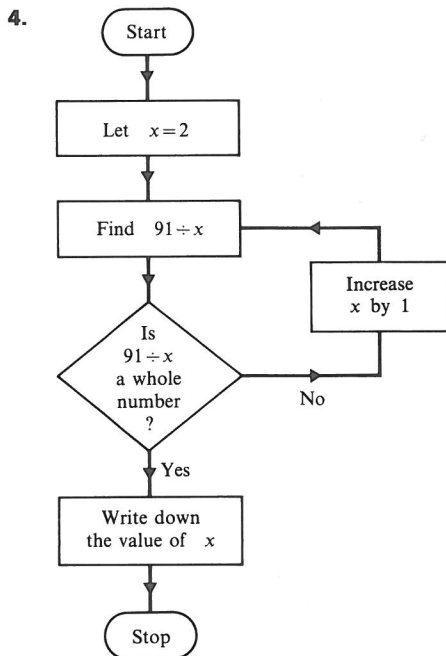 4.
Start
Let x=2
Find 91÷x
Increase
x by 1
Is
91÷x
a whole
number
?
No
Yes
Write down
the value of x
Stop